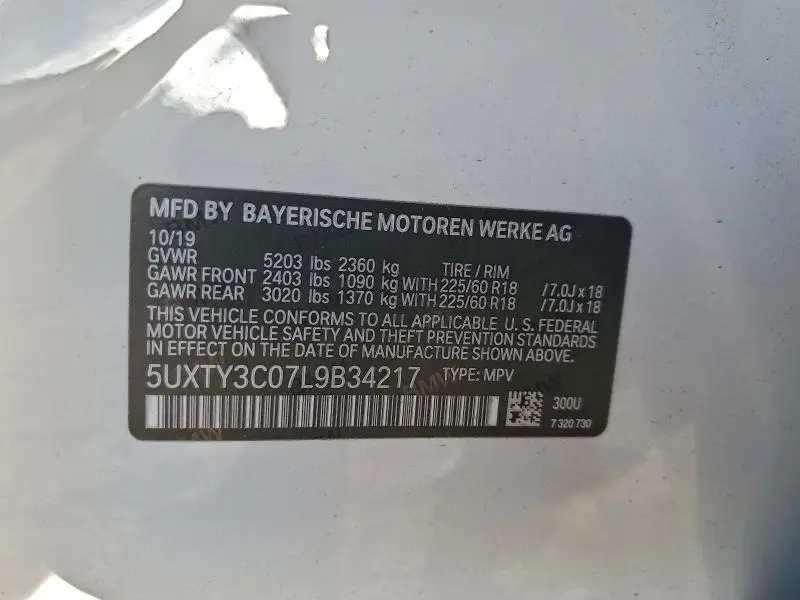 MFD BY BAYERISCHE MOTOREN WERKE AG
10/19
GVWR 5203 lbs 2360 kg TIRE / RIM
GAWR FRONT 2403 lbs 1090 kg WITH 225/60 R18 /7.0J x 18
GAWR REAR 3020 lbs 1370 kg WITH 225/60 R18 /7.0J x 18
THIS VEHICLE CONFORMS TO ALL APPLICABLE U. S. FEDERAL
MOTOR VEHICLE SAFETY AND THEFT PREVENTION STANDARDS
IN EFFECT ON THE DATE OF MANUFACTURE SHOWN ABOVE.
5UXTY3C07L9B34217 TYPE: MPV
300U
7 320 730